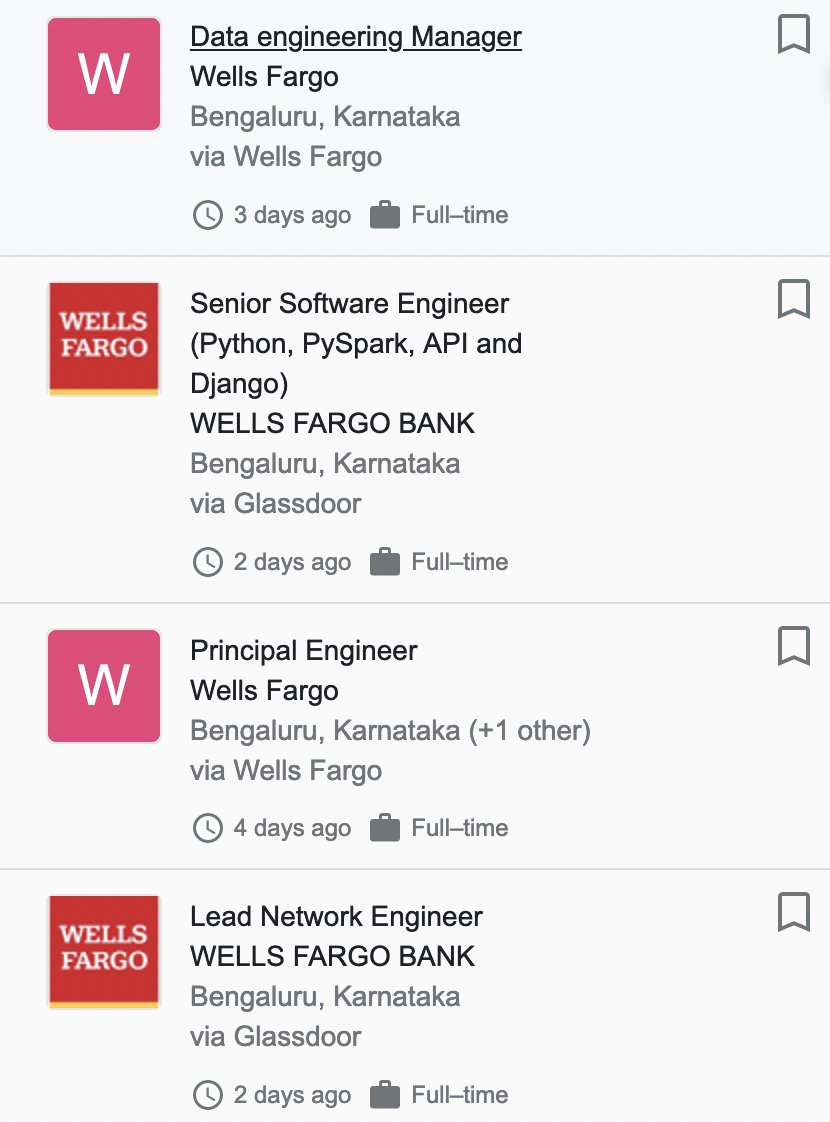 W
Data engineering Manager
Wells Fargo
Bengaluru, Karnataka
via Wells Fargo
3 days ago Full–time
WELLS
FARGO
Senior Software Engineer
(Python, PySpark, API and
Django)
WELLS FARGO BANK
Bengaluru, Karnataka
via Glassdoor
2 days ago Full–time
W
Principal Engineer
Wells Fargo
Bengaluru, Karnataka (+1 other)
via Wells Fargo
4 days ago Full–time
WELLS
FARGO
Lead Network Engineer
WELLS FARGO BANK
Bengaluru, Karnataka
via Glassdoor
2 days ago Full–time